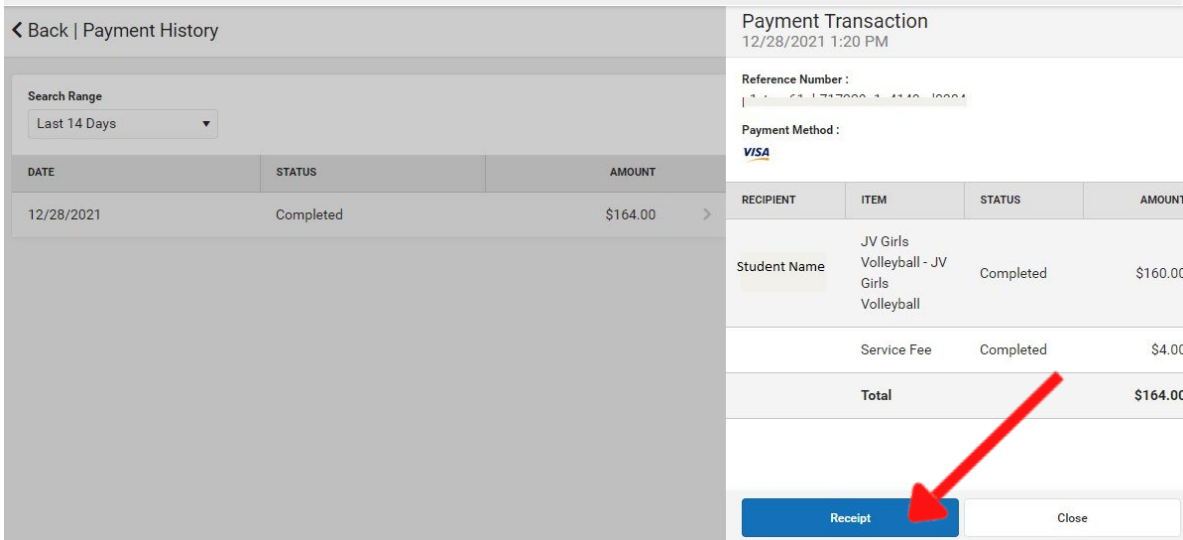 Back | Payment History
Search Range
Last 14 Days
DATE STATUS AMOUNT
12/28/2021 Completed $164.00
Payment Transaction
12/28/2021 1:20 PM
Reference Number :
Payment Method :
VISA
RECIPIENT ITEM STATUS AMOUNT
JV Girls
Volleyball - JV
Student Name Completed $160.00
Girls
Volleyball
Service Fee Completed $4.00
Total $164.00
Receipt Close